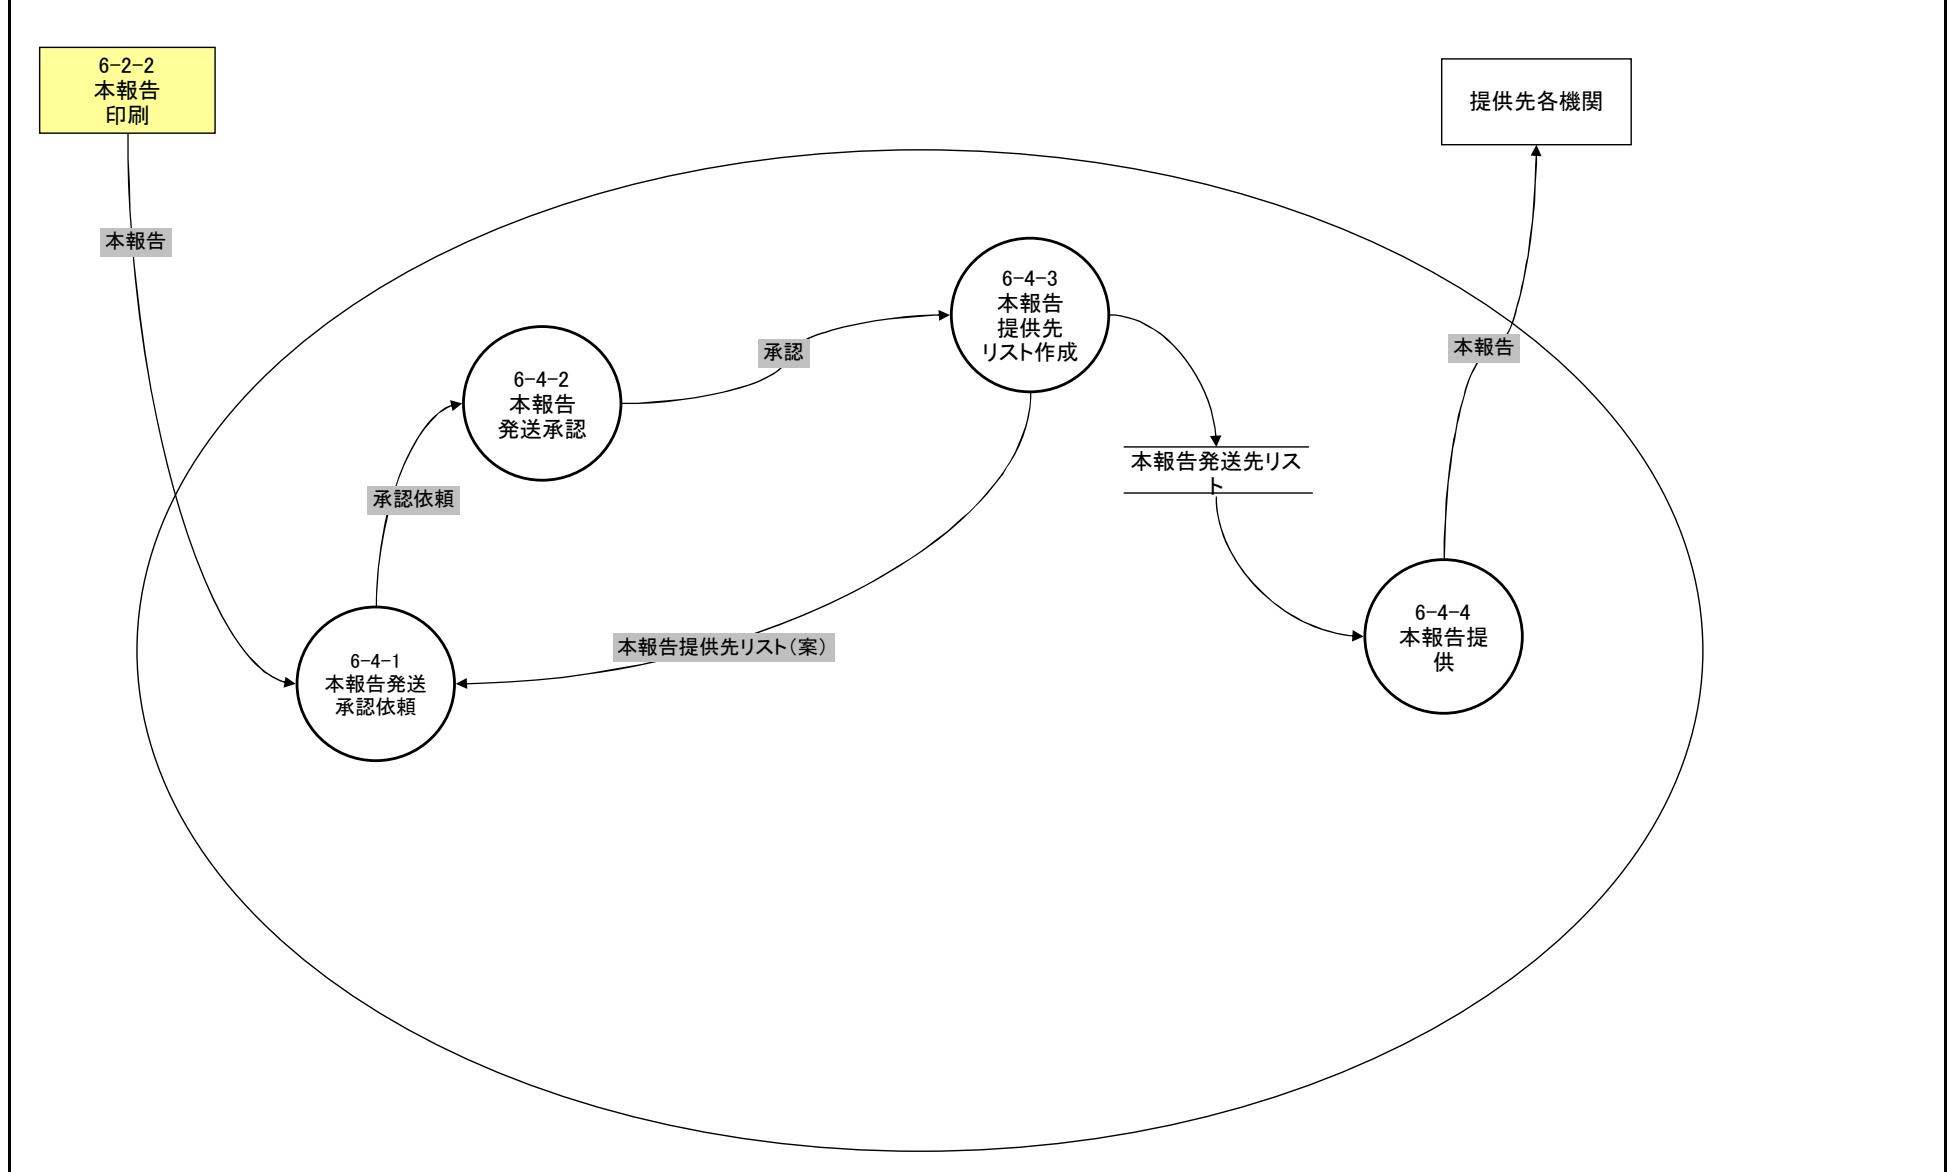 6-2-2
本報告
印刷
提供先各機関
本報告
6-4-3
本報告
提供先
リスト作成
承認
本報告
6-4-2
本報告
発送承認
本報告発送先リス
ト
承認依頼
6-4-4
本報告提
供
本報告提供先リスト（案）
6-4-1
本報告発送
承認依頼